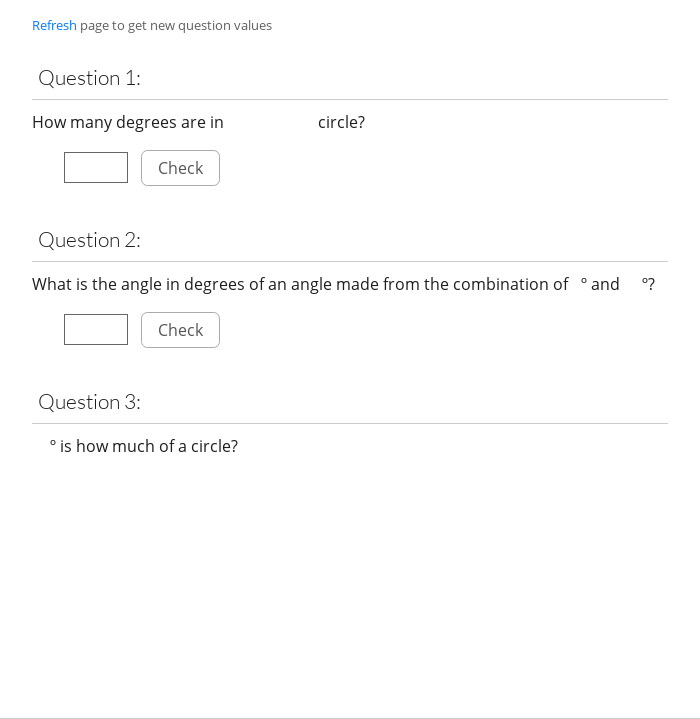 Refresh page to get new question values
Question 1:
How many degrees are in circle?
Check
Question 2:
What is the angle in degrees of an angle made from the combination of ° and °?
Check
Question 3:
° is how much of a circle?